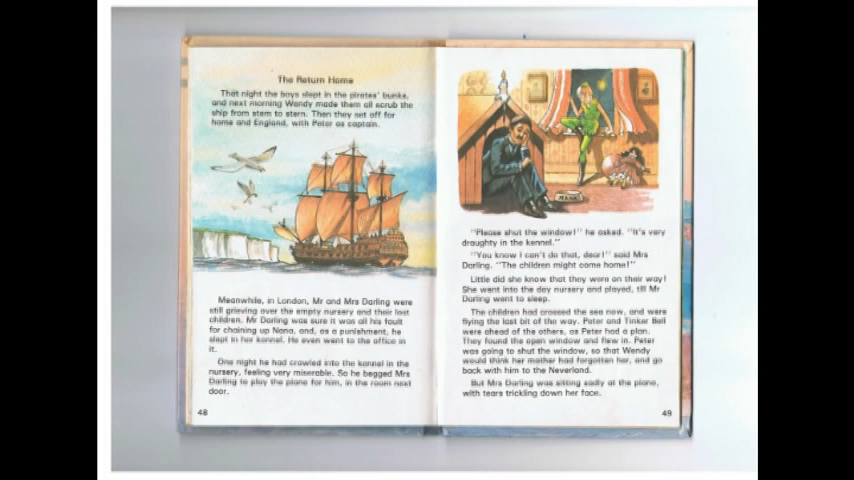 The Return Home
That night the boys slept in the pirates' bunks,
and next morning Wendy made them all scrub the
ship from stem to stern. Then they set off for
home and England, with Peter as captain.
Meanwhile, in London, Mr and Mrs Darling were
still grieving over the empty nursery and their lost
children. Mr Darling was sure it was all his fault
for chaining up Nana, and, as a punishment, he
slept in her kennel. He even went to the office in
it.
One night he had crawled into the kennel in the
nursery, feeling very miserable. So he begged Mrs
Darling to play the piano for him, in the room next
door.
48
NANA
"Please shut the window!" he asked. "It's very
draughty in the kennel."
"You know I can't do that, dear!" said Mrs
Darling. "The children might come home!"
Little did she know that they were on their way!
She went into the day nursery and played, till Mr
Darling went to sleep.
The children had crossed the sea now, and were
flying the last bit of the way. Peter and Tinker Bell
were ahead of the others, as Peter had a plan.
They found the open window and flew in. Peter
was going to shut the window, so that Wendy
would think her mother had forgotten her, and go
back with him to the Neverland.
But Mrs Darling was sitting sadly at the piano,
with tears trickling down her face.
49